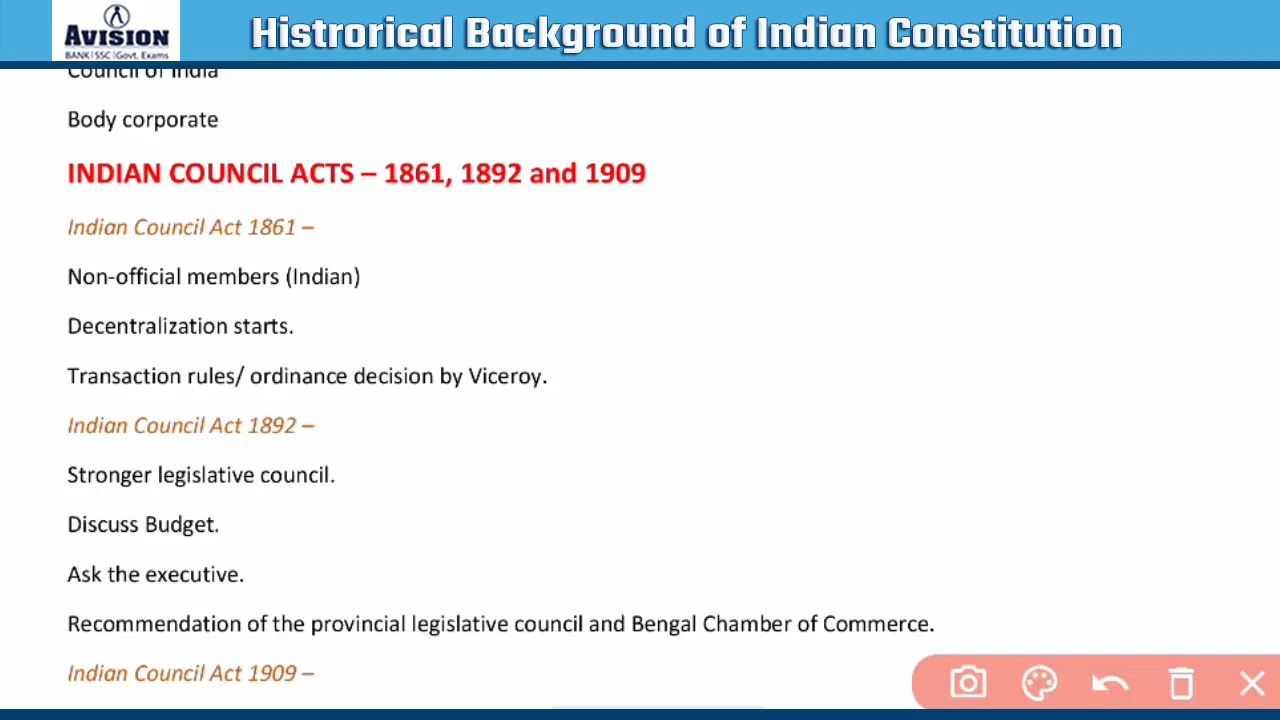 AVISION
BANK|SSC|Govt. Exams
Histrorical Background of Indian Constitution
Council of India
Body corporate
INDIAN COUNCIL ACTS – 1861, 1892 and 1909
Indian Council Act 1861 –
Non-official members (Indian)
Decentralization starts.
Transaction rules/ ordinance decision by Viceroy.
Indian Council Act 1892 –
Stronger legislative council.
Discuss Budget.
Ask the executive.
Recommendation of the provincial legislative council and Bengal Chamber of Commerce.
Indian Council Act 1909 –